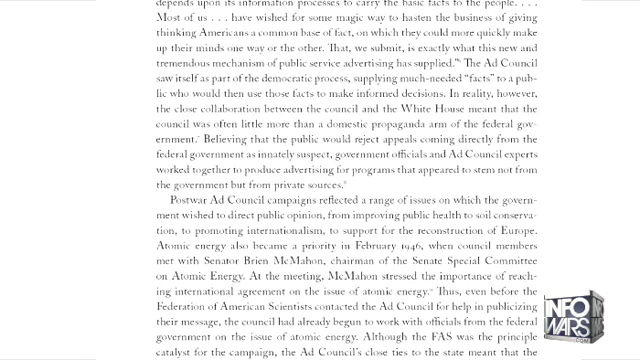 depends upon its information processes to carry the basic facts to the people. . . .
Most of us . . . have wished for some magic way to hasten the business of giving
thinking Americans a common base of fact, on which they could more quickly make
up their minds one way or the other. That, we submit, is exactly what this new and
tremendous mechanism of public service advertising has supplied."⁶ The Ad Council
saw itself as part of the democratic process, supplying much-needed "facts" to a pub-
lic who would then use those facts to make informed decisions. In reality, however,
the close collaboration between the council and the White House meant that the
council was often little more than a domestic propaganda arm of the federal gov-
ernment.⁷ Believing that the public would reject appeals coming directly from the
federal government as innately suspect, government officials and Ad Council experts
worked together to produce advertising for programs that appeared to stem not from
the government but from private sources.⁸
Postwar Ad Council campaigns reflected a range of issues on which the govern-
ment wished to direct public opinion, from improving public health to soil conserva-
tion, to promoting internationalism, to support for the reconstruction of Europe.
Atomic energy also became a priority in February 1946, when council members
met with Senator Brien McMahon, chairman of the Senate Special Committee
on Atomic Energy. At the meeting, McMahon stressed the importance of reach-
ing international agreement on the issue of atomic energy.⁹ Thus, even before the
Federation of American Scientists contacted the Ad Council for help in publicizing
their message, the council had already begun to work with officials from the federal
government on the issue of atomic energy. Although the FAS was the principle
catalyst for the campaign, the Ad Council's close ties to the state meant that the
INFO
WARS